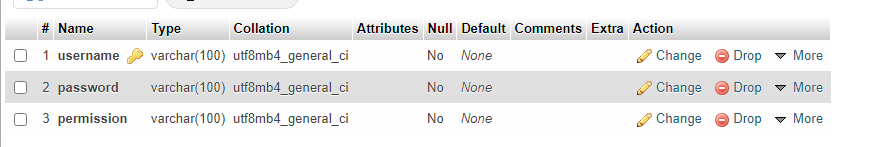 # Name Type Collation Attributes Null Default Comments Extra Action
1 username varchar(100) utf8mb4_general_ci No None Change Drop More
2 password varchar(100) utf8mb4_general_ci No None Change Drop More
3 permission varchar(100) utf8mb4_general_ci No None Change Drop More